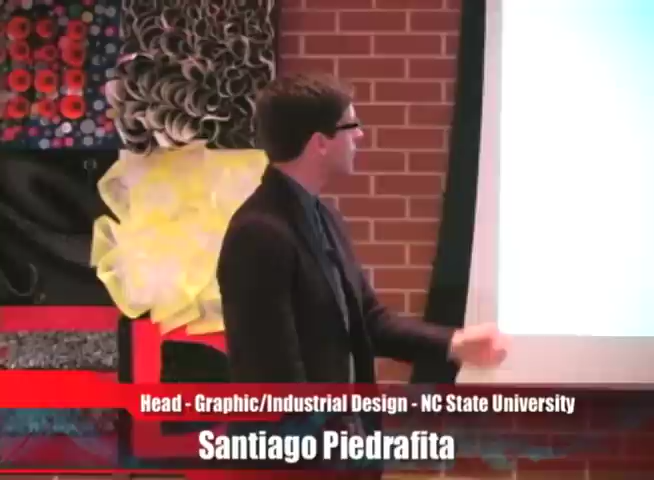 Head - Graphic/Industrial Design - NC State University
Santiago Piedrafita